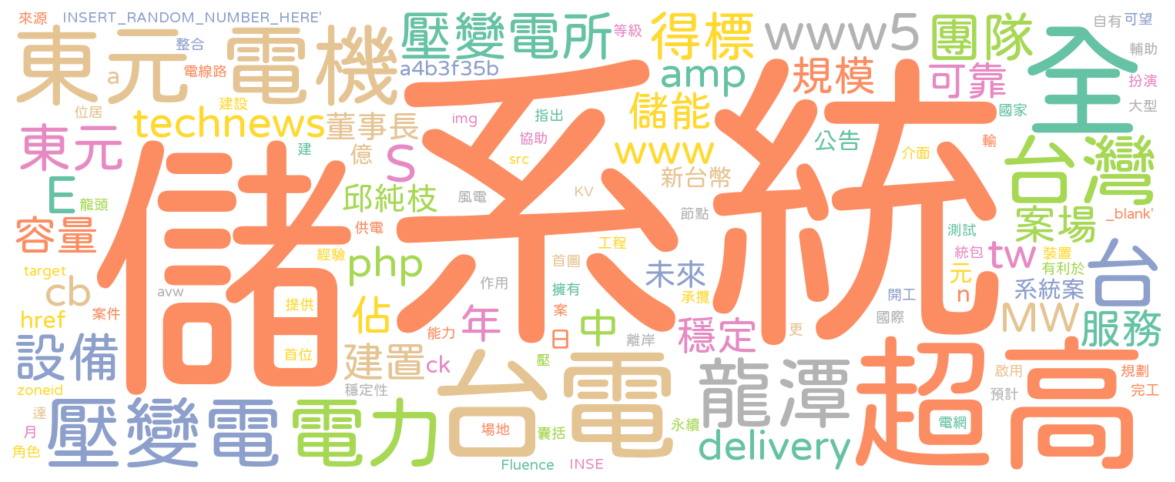 來源 INSERT_RANDOM_NUMBER_HERE' 壓變電所 等級 得標 www5 團隊 全 自有 可望
東元電機 整合 a 電線路 a4b3f35b amp 規模 可靠 輔助 扮演 大型
位居 建設 technews 董事長 img 指出 儲能 公告 國家 輸
東元 建 億 S 協助 src www 介面 台灣
E 龍頭 邱純枝 風電 KV 新台幣 節點 案場 _blank'
容量 供電 儲系統 工程 測試 統包 tw 裝置 台
target cb avw 經驗 php 作用 首圖 擁有 未來 承攬 開工 元 n 有利於 系統案
href 案件 提供 佔 年 能力 案 日 中 離岸 穩定 更 國際 MW 服務
設備 首位 建置 ck 壓 台電 龍潭 超高 啟用 規劃 預計 完工
zoneid 穩定性
達 月 角色 壓變電 電力 場地 囊括 永續 delivery 電網
Fluence INSE